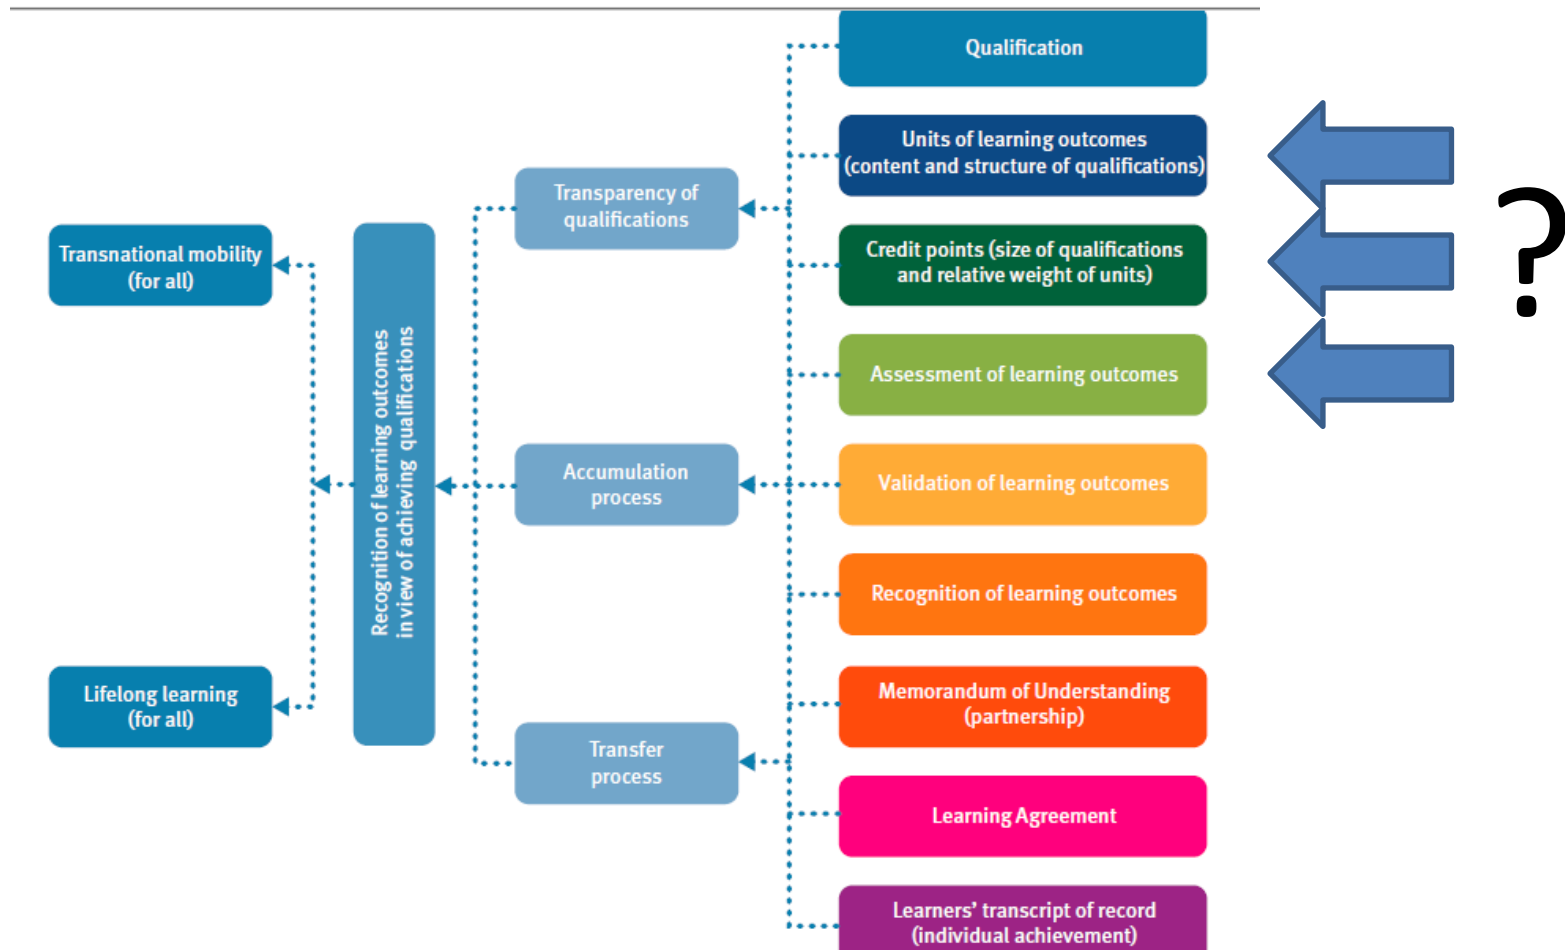 Qualification
Units of learning outcomes
(content and structure of qualifications)
Credit points (size of qualifications
and relative weight of units)
Assessment of learning outcomes
Validation of learning outcomes
Recognition of learning outcomes
Memorandum of Understanding
(partnership)
Learning Agreement
Learners' transcript of record
(individual achievement)
Transparency of
qualifications
Accumulation
process
Transfer
process
Recognition of learning outcomes
in view of achieving qualifications
Transnational mobility
(for all)
Lifelong learning
(for all)
?